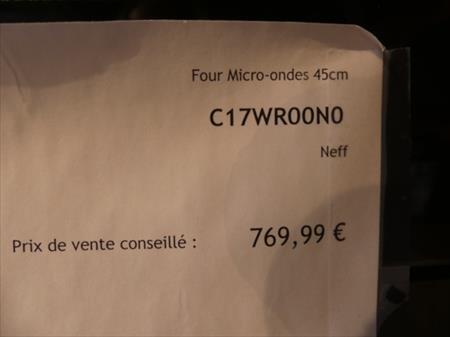 Four Micro-ondes 45cm
C17WR00N0
Neff
Prix de vente conseillé : 769,99 €